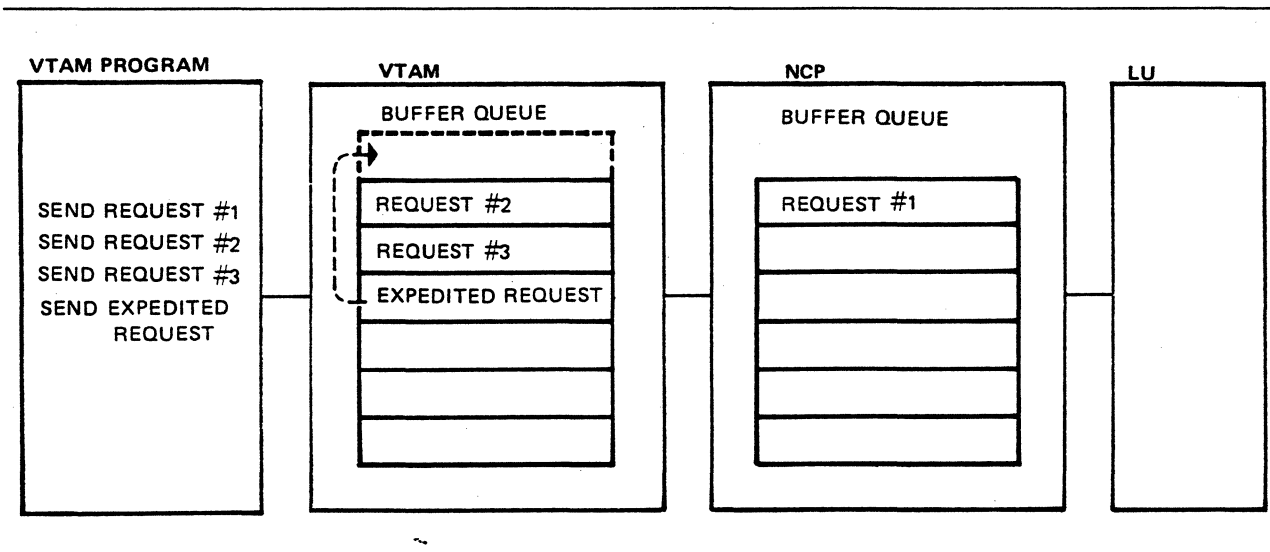 VTAM PROGRAM
SEND REQUEST #1
SEND REQUEST #2
SEND REQUEST #3
SEND EXPEDITED
REQUEST
VTAM
BUFFER QUEUE
REQUEST #2
REQUEST #3
EXPEDITED REQUEST
NCP
BUFFER QUEUE
REQUEST #1
LU